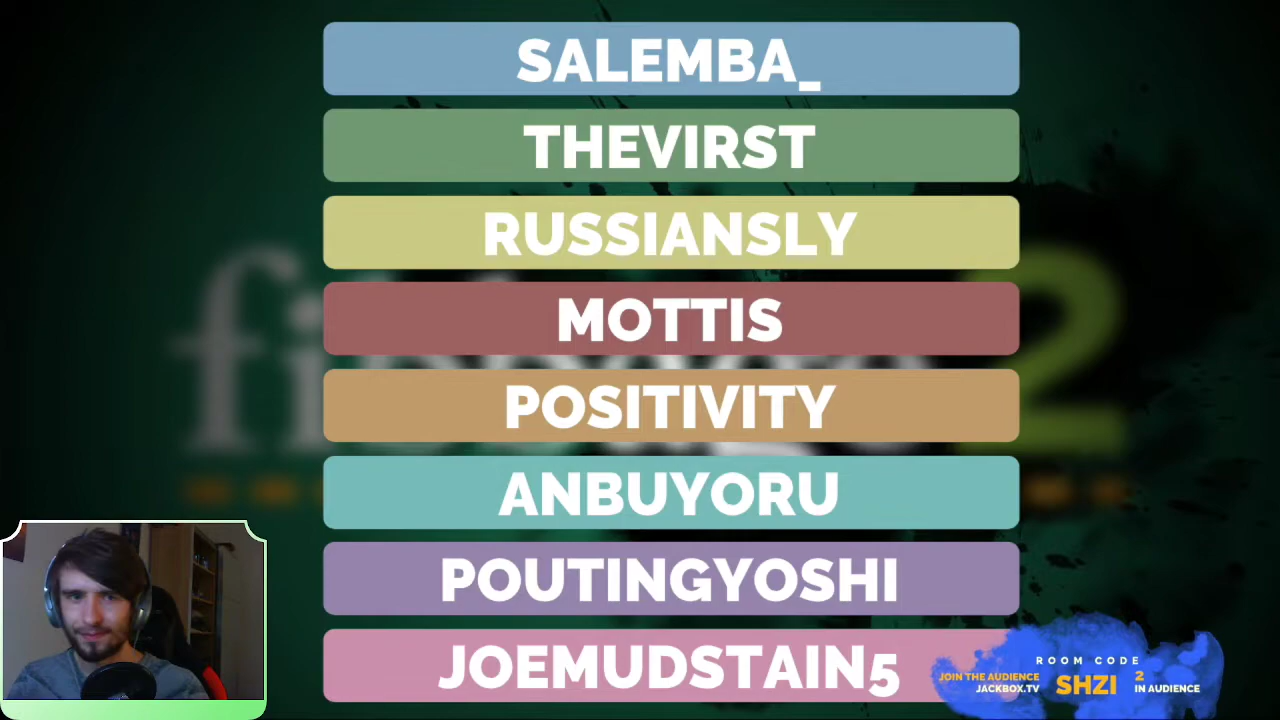 SALEMBA_
THEVIRST
RUSSIANSLY
MOTTIS
POSITIVITY
ANBUYORU
POUTINGYOSHI
JOEMUDSTAIN5
ROOM CODE
JOIN THE AUDIENCE
JACKBOX.TV
SHZI
2
IN AUDIENCE
2